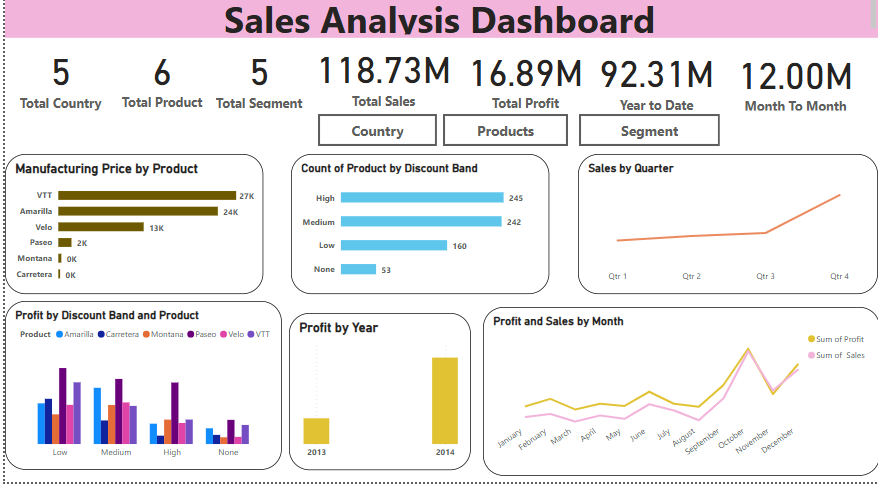 Sales Analysis Dashboard
5 6 5 118.73M 16.89M 92.31M 12.00M
Total Country Total Product Total Segment Total Sales Total Profit Year to Date Month To Month
Country Products Segment
Manufacturing Price by Product
VTT 27K
Amarilla 24K
Velo 13K
Paseo 2K
Montana 0K
Carretera 0K
Count of Product by Discount Band
High 245
Medium 242
Low 160
None 53
Sales by Quarter
Qtr 1 Qtr 2 Qtr 3 Qtr 4
Profit by Discount Band and Product
Product Amarilla Carretera Montana Paseo Velo VTT
Low Medium High None
Profit by Year
2013 2014
Profit and Sales by Month
Sum of Profit
Sum of Sales
January February March April May June July August September October November December